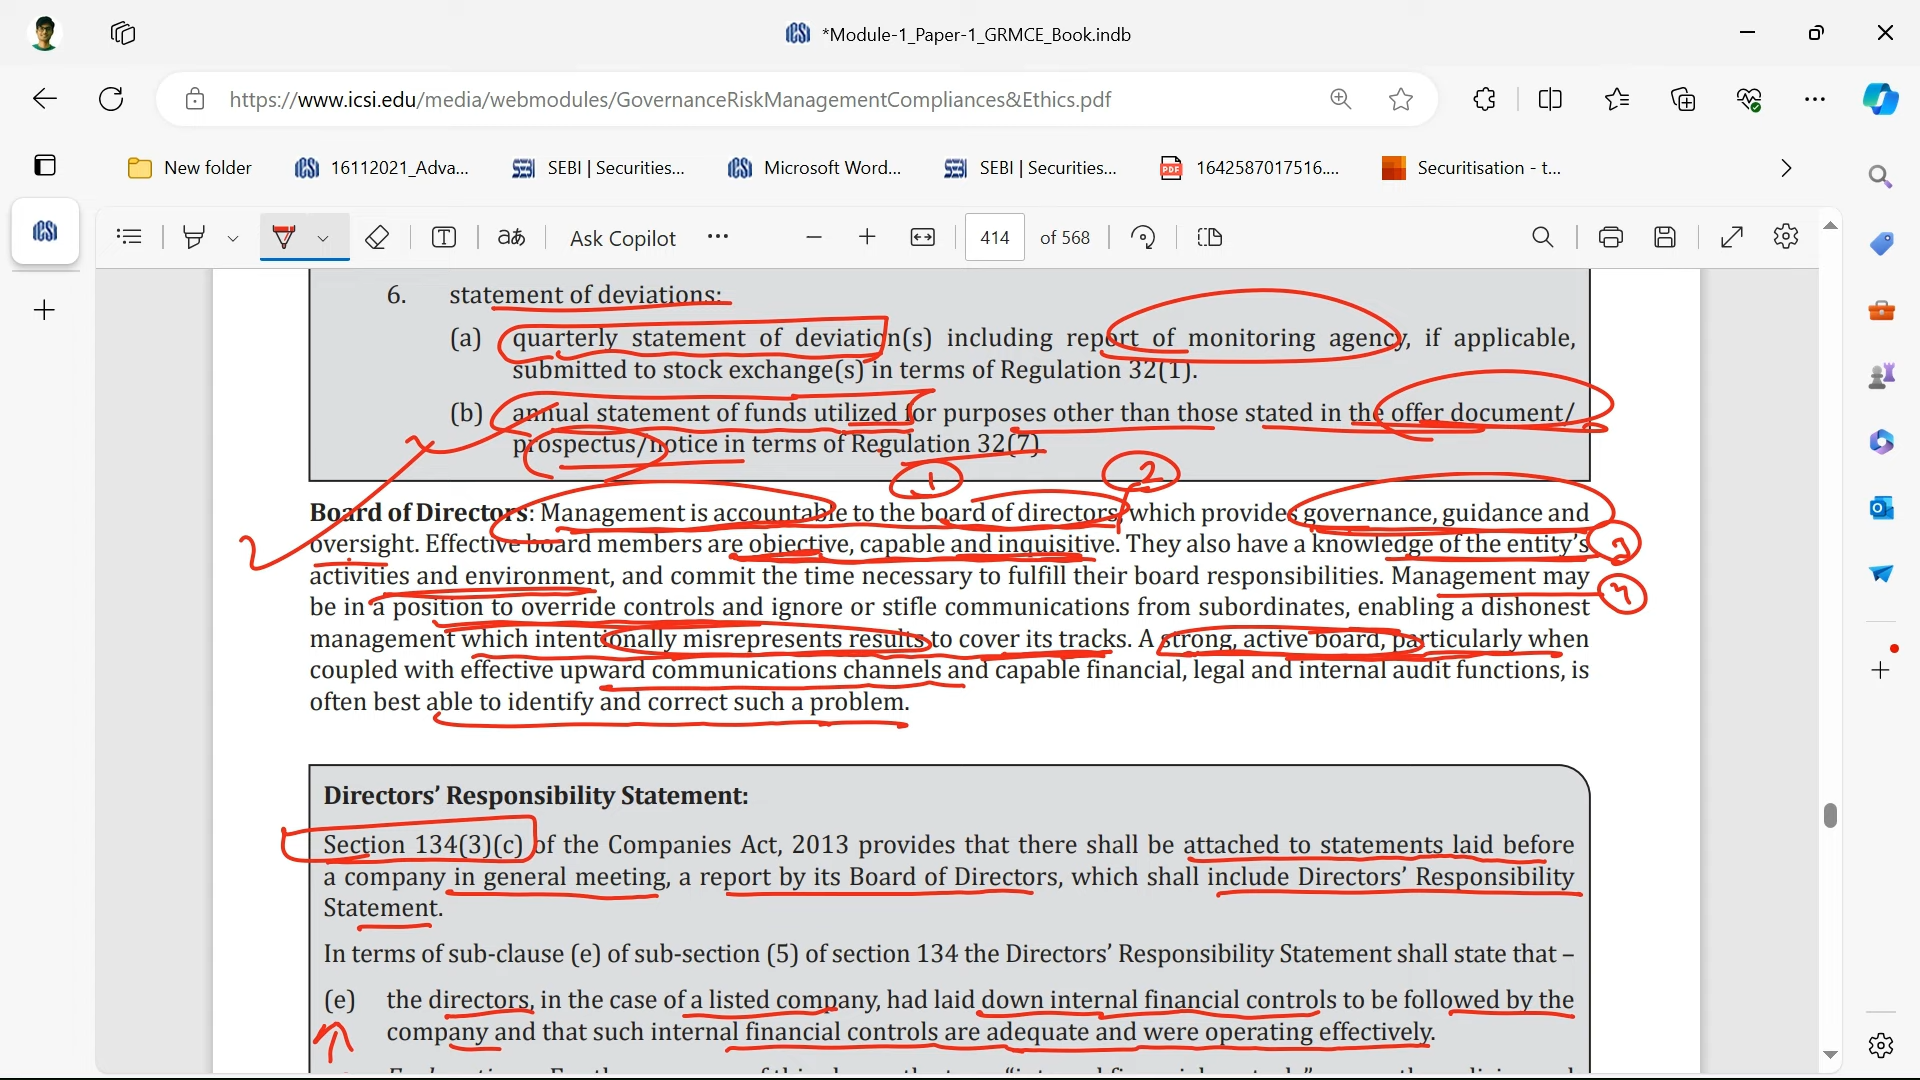 *Module-1_Paper-1_GRMCE_Book.indb
https://www.icsi.edu/media/webmodules/GovernanceRiskManagementCompliances&Ethics.pdf
New folder 16112021_Adva... SEBI | Securities... Microsoft Word... SEBI | Securities... 1642587017516.... Securitisation - t...
Ask Copilot 414 of 568
6. statement of deviations:
(a) quarterly statement of deviation(s) including report of monitoring agency, if applicable,
submitted to stock exchange(s) in terms of Regulation 32(1).
(b) annual statement of funds utilized for purposes other than those stated in the offer document/
prospectus/notice in terms of Regulation 32(7)
1 2
Board of Directors: Management is accountable to the board of directors, which provides governance, guidance and
oversight. Effective board members are objective, capable and inquisitive. They also have a knowledge of the entity's
activities and environment, and commit the time necessary to fulfill their board responsibilities. Management may
be in a position to override controls and ignore or stifle communications from subordinates, enabling a dishonest
management which intentionally misrepresents results to cover its tracks. A strong, active board, particularly when
coupled with effective upward communications channels and capable financial, legal and internal audit functions, is
often best able to identify and correct such a problem.
Directors' Responsibility Statement:
Section 134(3)(c) of the Companies Act, 2013 provides that there shall be attached to statements laid before
a company in general meeting, a report by its Board of Directors, which shall include Directors' Responsibility
Statement.
In terms of sub-clause (e) of sub-section (5) of section 134 the Directors' Responsibility Statement shall state that –
(e) the directors, in the case of a listed company, had laid down internal financial controls to be followed by the
company and that such internal financial controls are adequate and were operating effectively.